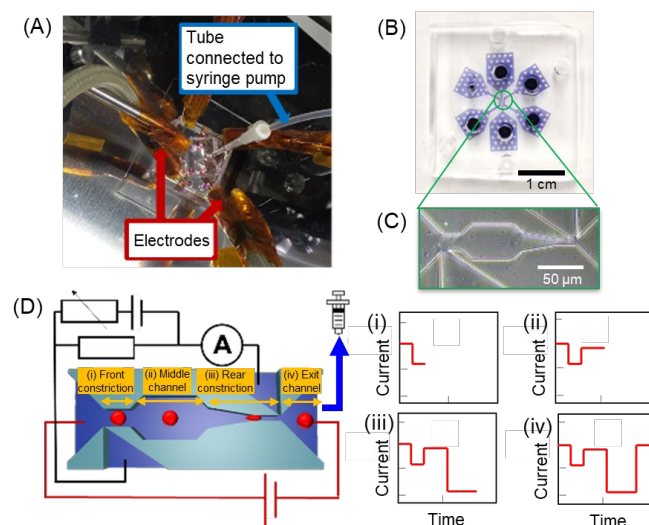 (A)
Tube
connected to
syringe pump
Electrodes
(B)
1 cm
(C)
50 µm
(D)
A
(i) Front
constriction
(ii) Middle
channel
(iii) Rear
constriction
(iv) Exit
channel
(i)
Current
(ii)
Current
(iii)
Current
Time
(iv)
Current
Time